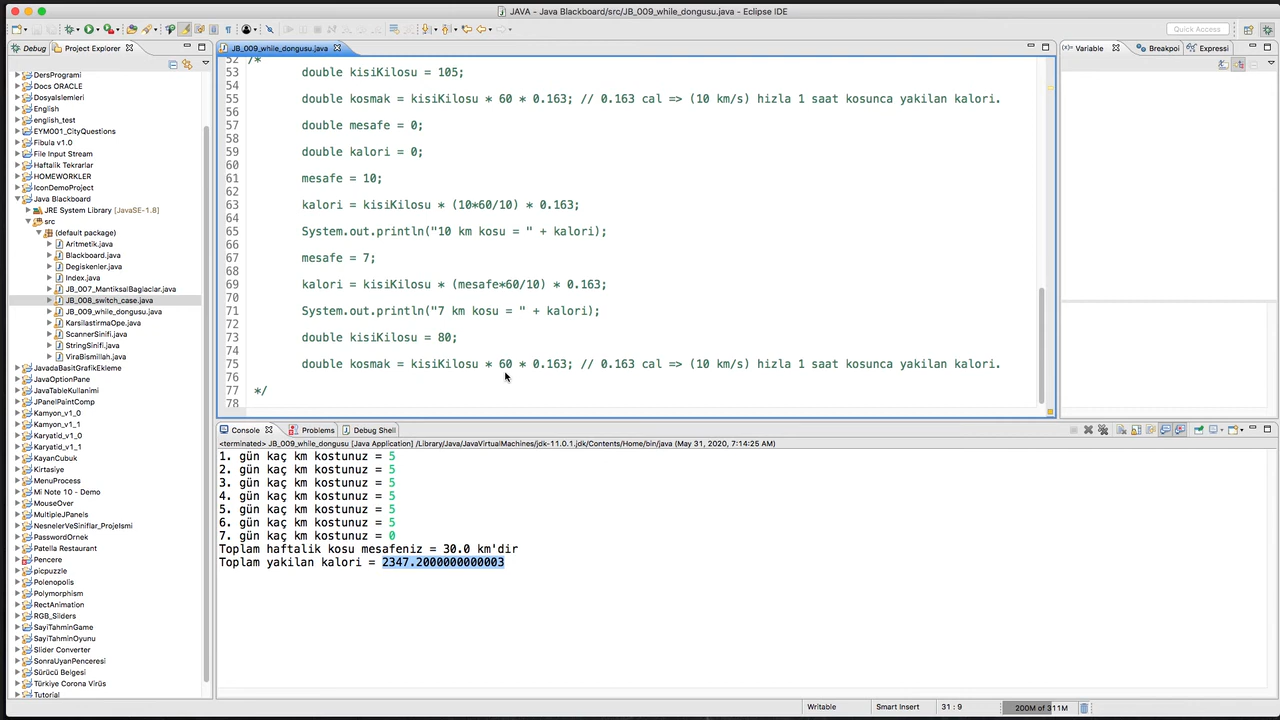 JAVA - Java Blackboard/src/JB_009_while_dongusu.java - Eclipse IDE
Quick Access
Debug
Project Explorer
DersProgrami
Docs ORACLE
Dosyaislemleri
English
english_test
EYM001_CityQuestions
Fibula v1.0
File Input Stream
Haftalik Tekrarlar
HOMEWORKLER
IconDemoProject
Java Blackboard
JRE System Library [JavaSE-1.8]
src
(default package)
Aritmetik.java
Blackboard.java
Degiskenier.java
Index.java
JB_007_MantiksalBaglaclar.java
JB_008_switch_case.java
JB_009_while_dongusu.java
KarsilastirmaOpe.java
ScannerSinifi.java
StringSinifi.java
ViraBismillah.java
JavadaBasitGrafikEkleme
JavaOptionPane
JavaTableKullanimi
JPanelPaintComp
Kamyon_v1_0
Kamyon_v1_1
Karyatid_v1_0
Karyatid_v1_1
KayanCubuk
Kirtasiye
MenuProcess
Mi Note 10 - Demo
MouseOver
MultipleJPanels
NesnelerVeSiniflar_Projelsmi
PasswordOrnek
Patella Restaurant
Pencere
picpuzzle
Polenopolis
Polymorphism
RectAnimation
RGB_Sliders
SayiTahminGame
SayiTahminOyunu
Slider Converter
SonraUyanPenceresi
Sürücü Belgesi
Türkiye Corona Virüs
Tutorial
JB_009_while_dongusu.java
52 /*
53 double kisiKilosu = 105;
54
55 double kosmak = kisiKilosu * 60 * 0.163; // 0.163 cal => (10 km/s) hizla 1 saat kosunca yakilan kalori.
56
57 double mesafe = 0;
58
59 double kalori = 0;
60
61 mesafe = 10;
62
63 kalori = kisiKilosu * (10*60/10) * 0.163;
64
65 System.out.println("10 km kosu = " + kalori);
66
67 mesafe = 7;
68
69 kalori = kisiKilosu * (mesafe*60/10) * 0.163;
70
71 System.out.println("7 km kosu = " + kalori);
72
73 double kisiKilosu = 80;
74
75 double kosmak = kisiKilosu * 60 * 0.163; // 0.163 cal => (10 km/s) hizla 1 saat kosunca yakilan kalori.
76
77 */
78
Variable
Breakpoi
Expressi
Console
Problems
Debug Shell
<terminated> JB_009_while_dongusu [Java Application] /Library/Java/JavaVirtualMachines/jdk-11.0.1.jdk/Contents/Home/bin/java (May 31, 2020, 7:14:25 AM)
1. gün kaç km kostunuz = 5
2. gün kaç km kostunuz = 5
3. gün kaç km kostunuz = 5
4. gün kaç km kostunuz = 5
5. gün kaç km kostunuz = 5
6. gün kaç km kostunuz = 5
7. gün kaç km kostunuz = 0
Toplam haftalik kosu mesafeniz = 30.0 km'dir
Toplam yakilan kalori = 2347.2000000000003
Writable
Smart Insert
31 : 9
200M of 311M